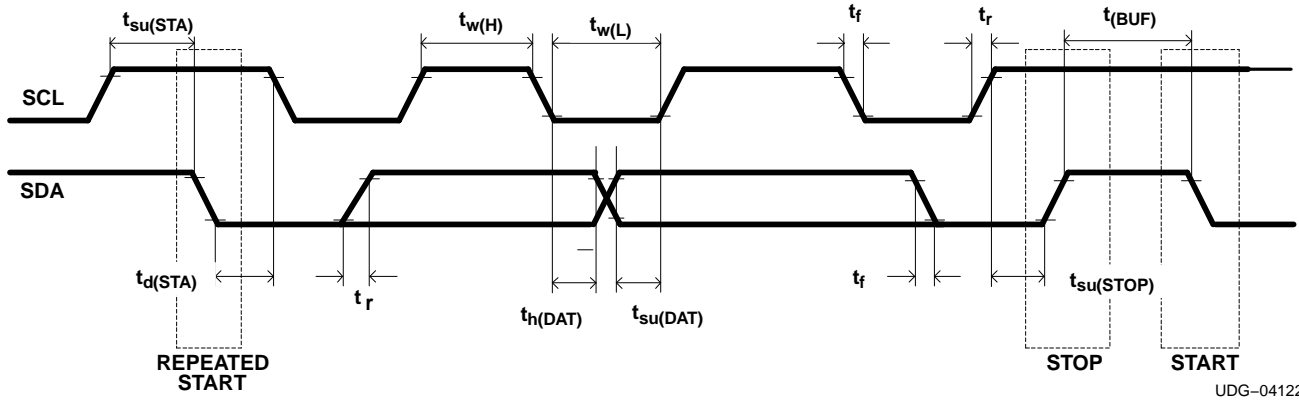 tsu(STA)
tw(H)
tw(L)
tf
tr
t(BUF)
SCL
SDA
td(STA)
tr
th(DAT)
tsu(DAT)
tf
tsu(STOP)
REPEATED
START
STOP
START
UDG–04122